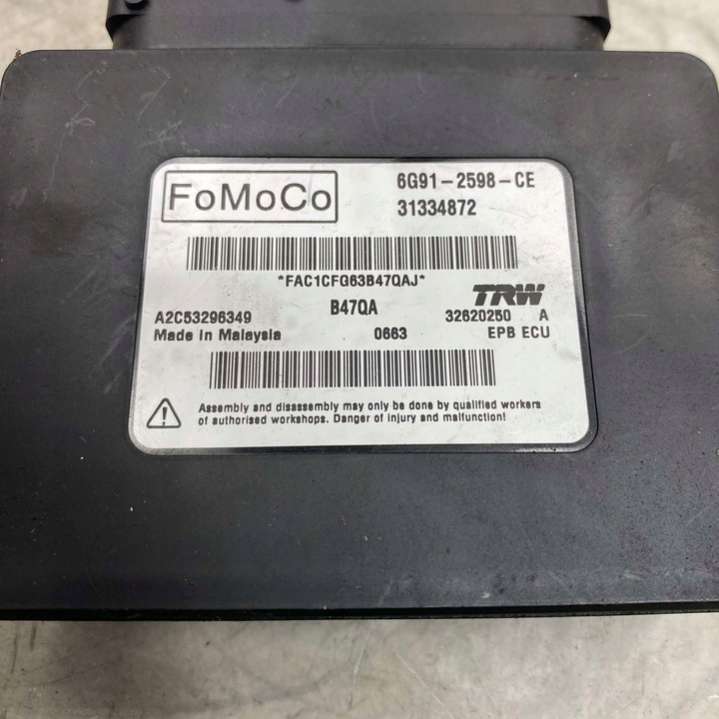 FoMoCo
6G91-2598-CE
31334872
*FAC1CFG63B47QAJ*
B47QA
TRW
A2C53296349
32620250 A
Made in Malaysia
0663
EPB ECU
Assembly and disassembly may only be done by qualified workers
of authorised workshops. Danger of injury and malfunction!